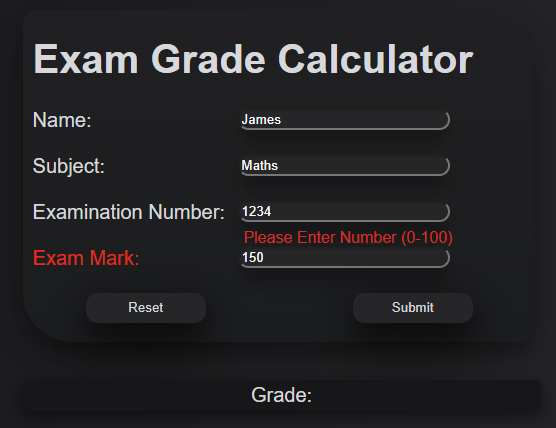 Exam Grade Calculator
Name: James
Subject: Maths
Examination Number: 1234
Please Enter Number (0-100)
Exam Mark: 150
Reset Submit
Grade: